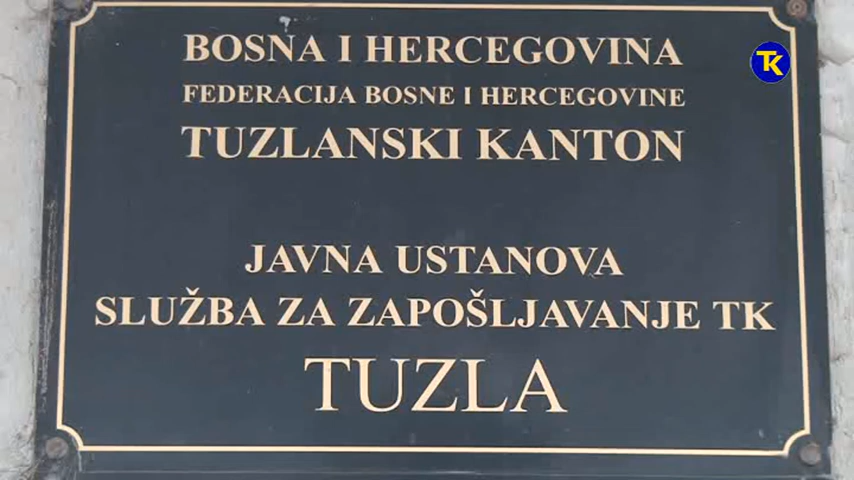 BOSNA I HERCEGOVINA
FEDERACIJA BOSNE I HERCEGOVINE
TUZLANSKI KANTON
JAVNA USTANOVA
SLUŽBA ZA ZAPOŠLJAVANJE TK
TUZLA
TK